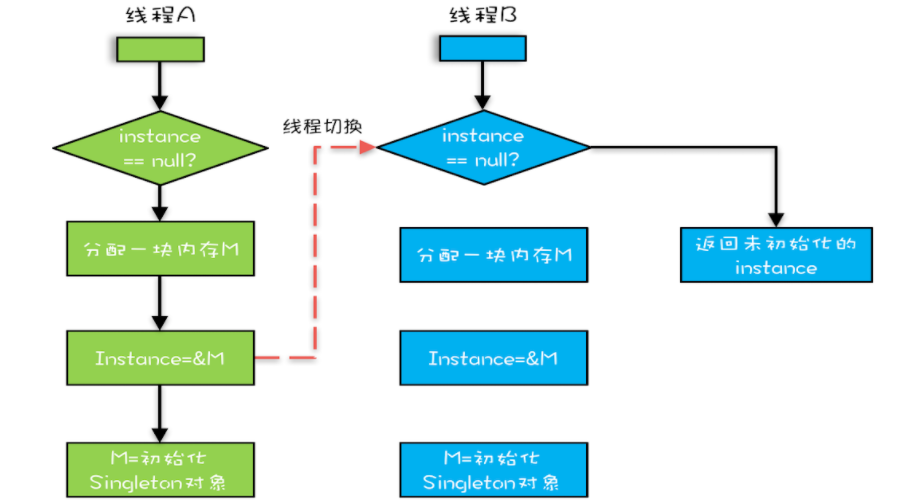 线程A
线程B
instance
== null?
线程切换
instance
== null?
分配一块内存M
分配一块内存M
返回未初始化的
instance
Instance=&M
Instance=&M
M=初始化
Singleton对象
M=初始化
Singleton对象